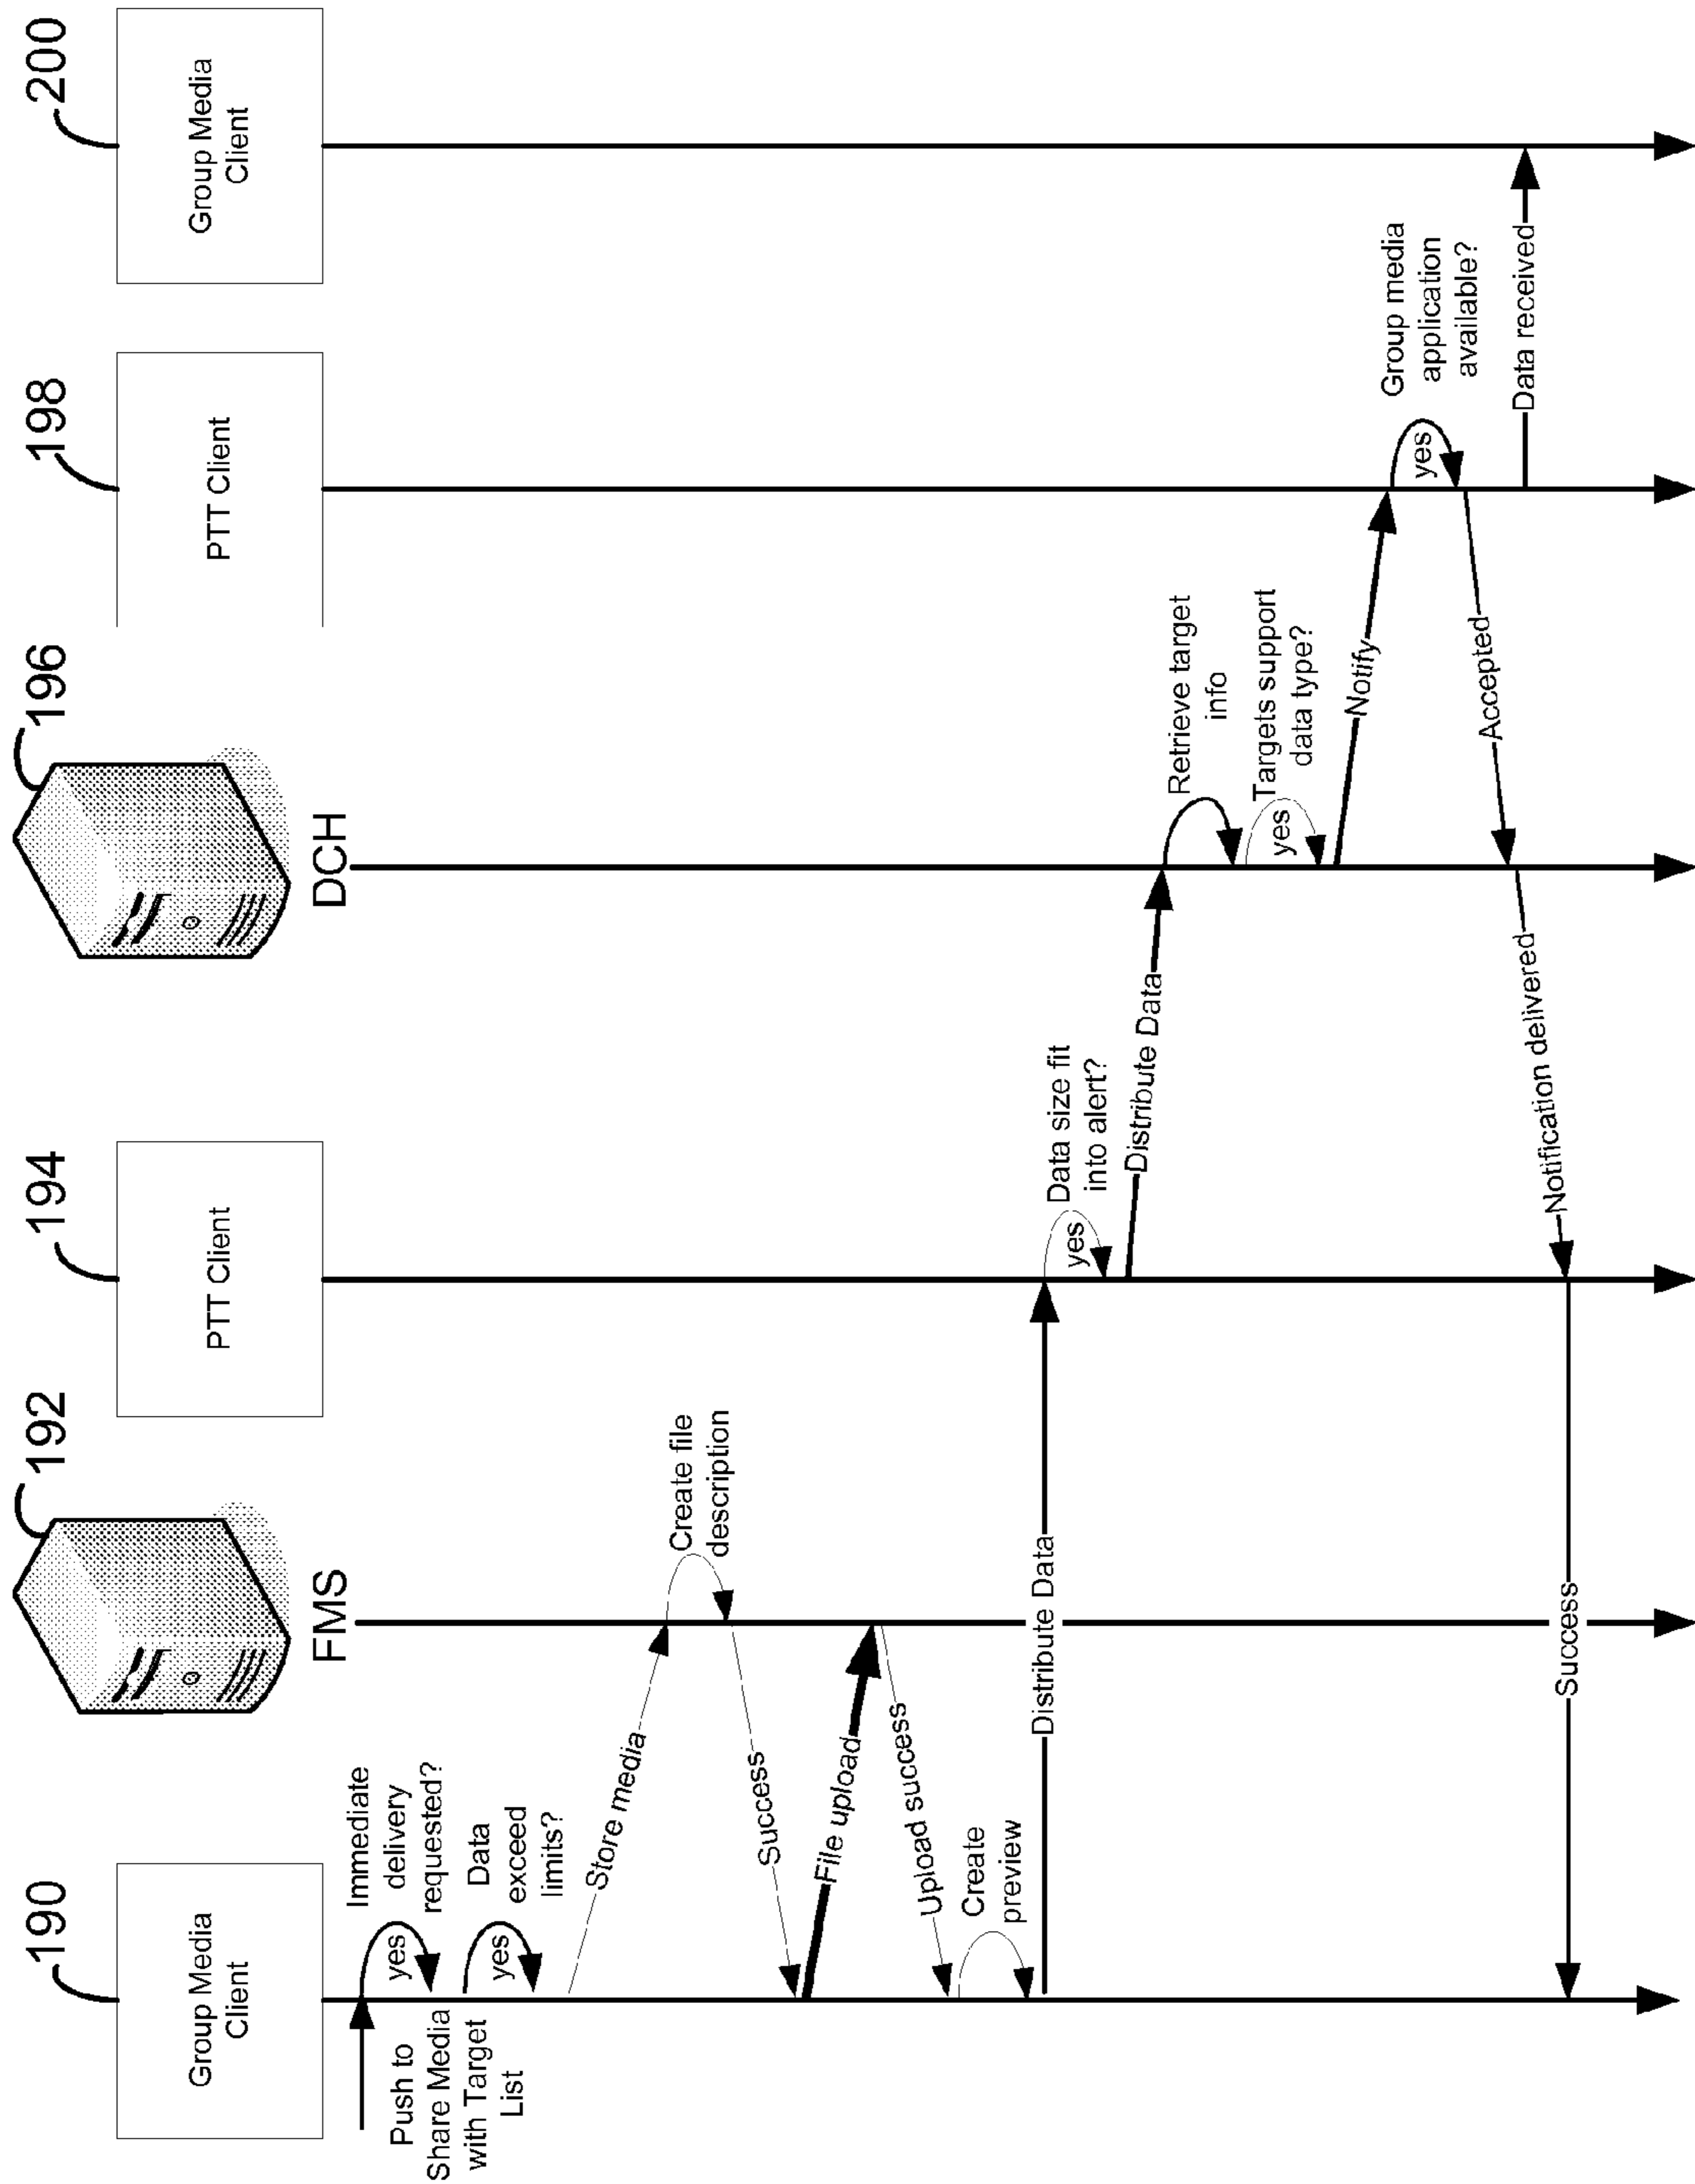 190
192
194
196
198
200
Group Media
Client
FMS
PTT Client
DCH
PTT Client
Group Media
Client
Push to
Share Media
with Target
List
Immediate
delivery
requested?
yes
Data
exceed
limits?
yes
Store media
Create file
description
Success
File upload
Upload success
Create
preview
Distribute Data
Data size fit
into alert?
yes
Distribute Data
Retrieve target
info
Targets support
data type?
yes
Notify
Group media
application
available?
yes
Accepted
Data received
Notification delivered
Success